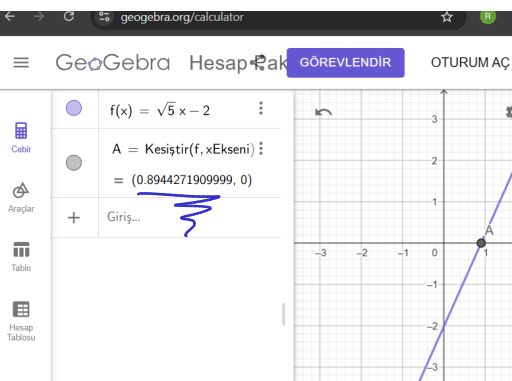 geogebra.org/calculator
R
GeoGebra Hesap
GÖREVLENDİR
OTURUM AÇ
Cebir
Araçlar
Tablo
Hesap
Tablosu
f(x) = √5 x − 2
A = Kesiştir(f, xEkseni)
= (0.8944271909999, 0)
Giriş...
3
2
1
A
−3 −2 −1 0 1
−1
−2
−3